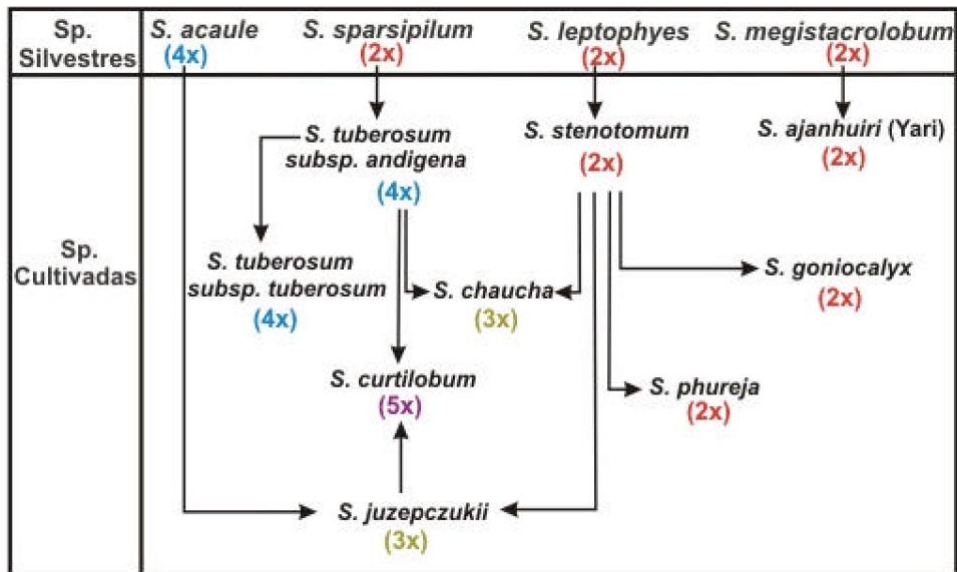 Sp.
Silvestres
S. acaule
(4x)
S. sparsipilum
(2x)
S. leptophyes
(2x)
S. megistacrolobum
(2x)
Sp.
Cultivadas
S. tuberosum
subsp. andigena
(4x)
S. stenotomum
(2x)
S. ajanhuiri (Yari)
(2x)
S. tuberosum
subsp. tuberosum
(4x)
S. chaucha
(3x)
S. goniocalyx
(2x)
S. curtilobum
(5x)
S. phureja
(2x)
S. juzepczukii
(3x)